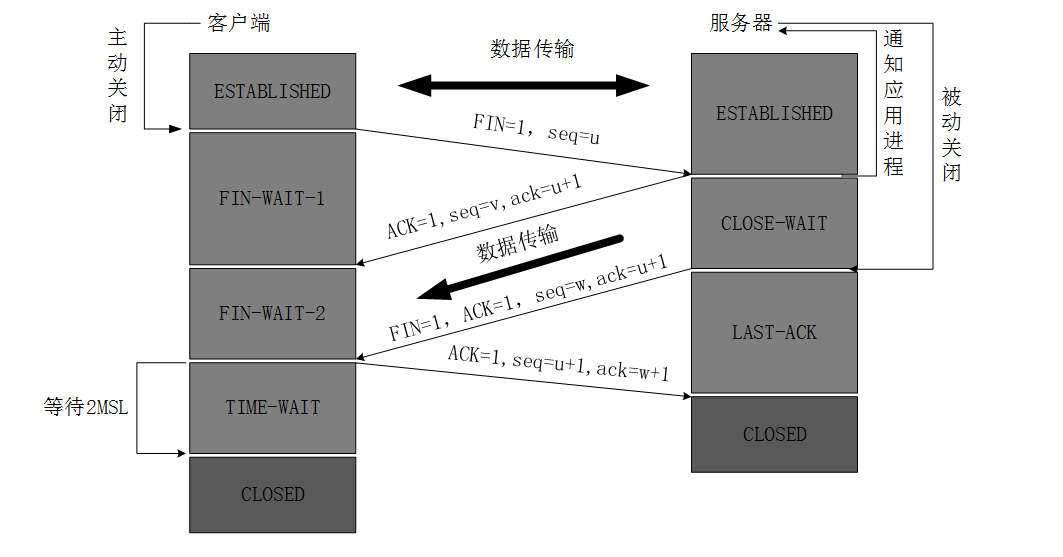 客户端
服务器
主动关闭
数据传输
通知应用进程
被动关闭
ESTABLISHED
ESTABLISHED
FIN=1, seq=u
FIN-WAIT-1
ACK=1,seq=v,ack=u+1
CLOSE-WAIT
数据传输
FIN-WAIT-2
FIN=1, ACK=1, seq=w,ack=u+1
LAST-ACK
ACK=1,seq=u+1,ack=w+1
等待2MSL
TIME-WAIT
CLOSED
CLOSED